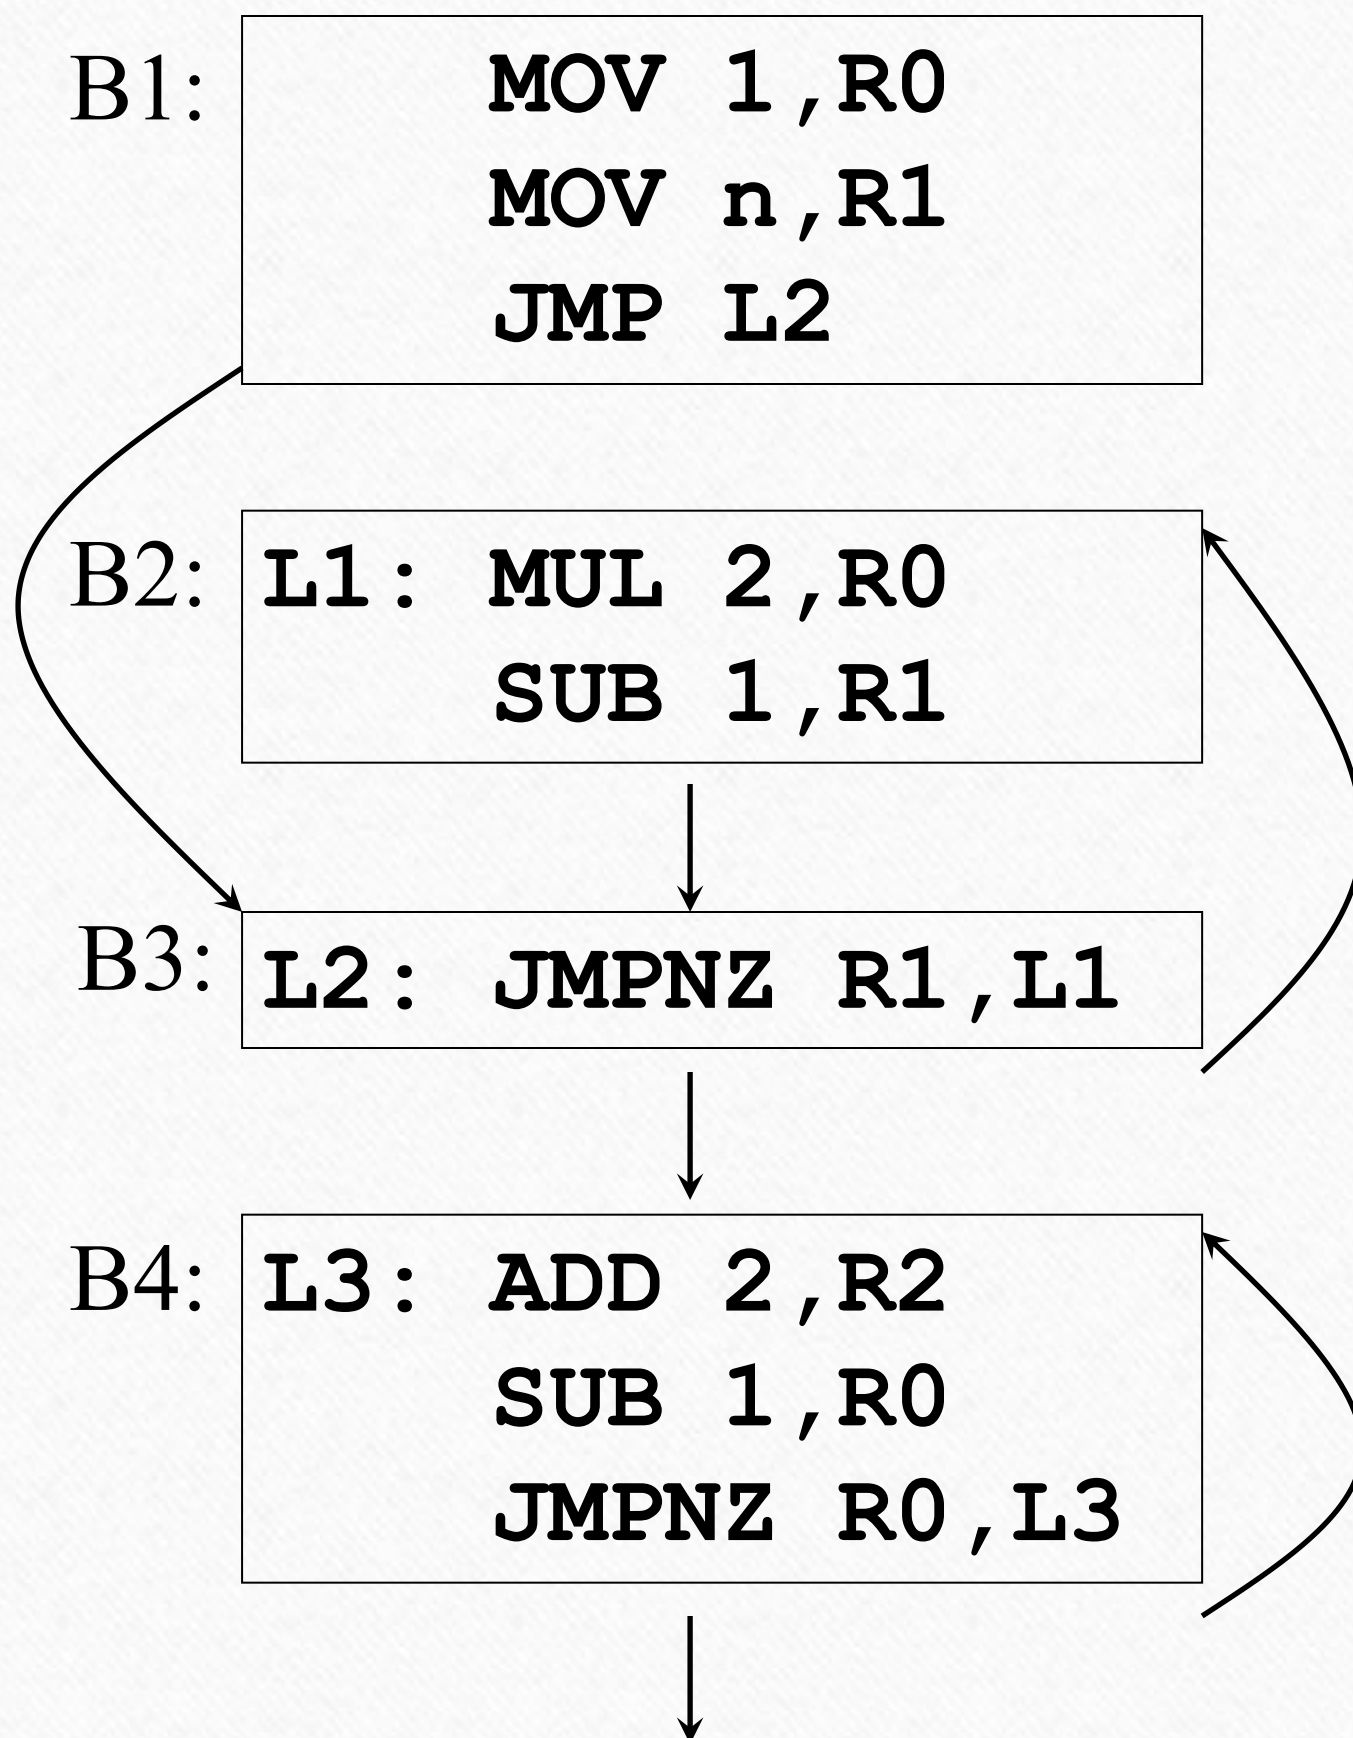 B1: MOV 1,R0
MOV n,R1
JMP L2
B2: L1: MUL 2,R0
SUB 1,R1
B3: L2: JMPNZ R1,L1
B4: L3: ADD 2,R2
SUB 1,R0
JMPNZ R0,L3